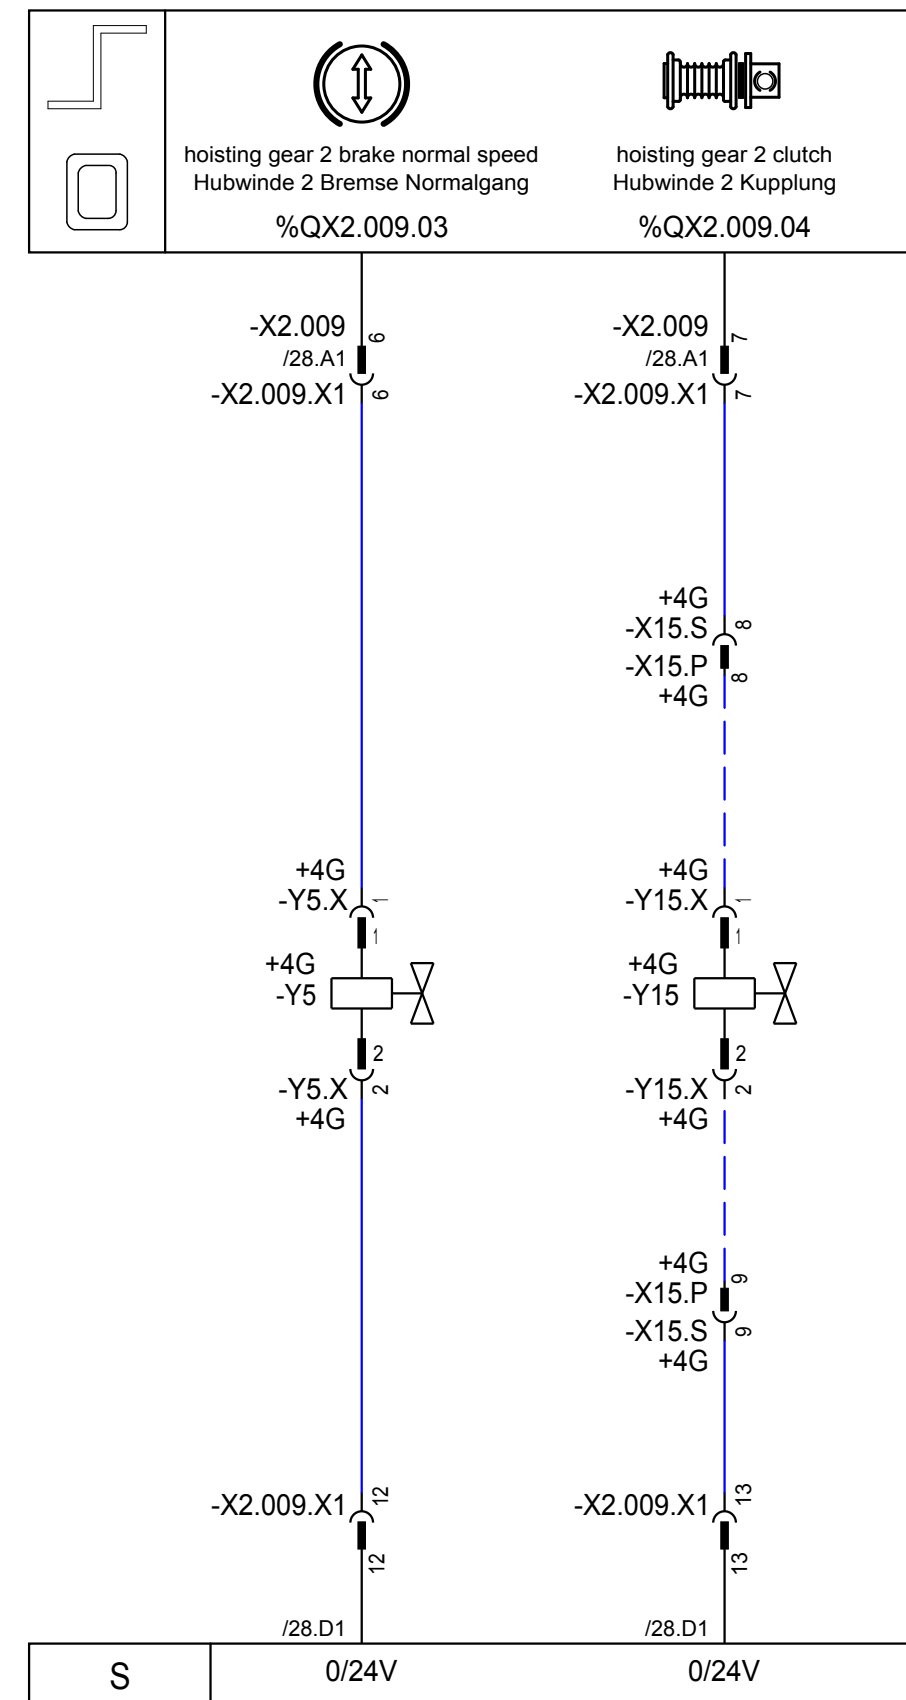 hoisting gear 2 brake normal speed
Hubwinde 2 Bremse Normalgang
%QX2.009.03
hoisting gear 2 clutch
Hubwinde 2 Kupplung
%QX2.009.04
-X2.009 6
/28.A1
-X2.009.X1 6
-X2.009 7
/28.A1
-X2.009.X1 7
+4G
-X15.S 8
-X15.P 8
+4G
+4G
-Y5.X 1
1
+4G
-Y5
2
-Y5.X 2
+4G
+4G
-Y15.X 1
1
+4G
-Y15
2
-Y15.X 2
+4G
+4G
-X15.P 9
-X15.S 9
+4G
-X2.009.X1 12
12
/28.D1
-X2.009.X1 13
13
/28.D1
S
0/24V
0/24V